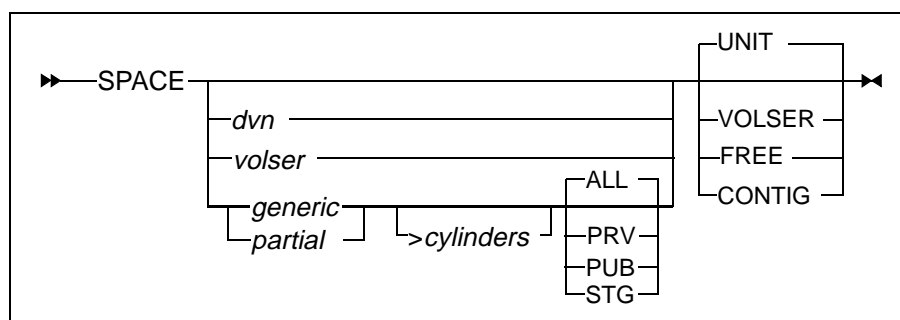 UNIT
SPACE
dvn
VOLSER
volser
FREE
ALL
CONTIG
generic
partial
>cylinders
PRV
PUB
STG